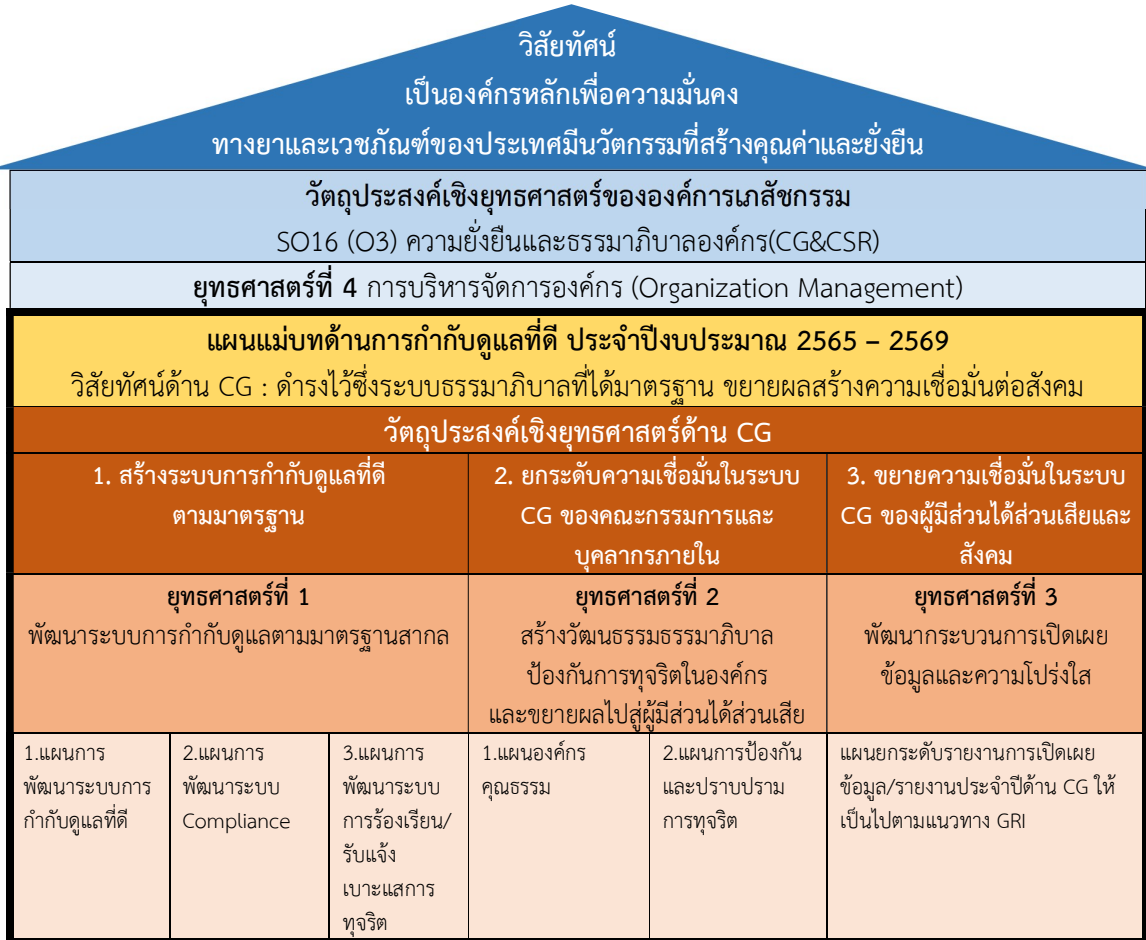 วิสัยทัศน์
เป็นองค์กรหลักเพื่อความมั่นคง
ทางยาและเวชภัณฑ์ของประเทศมีนวัตกรรมที่สร้างคุณค่าและยั่งยืน
วัตถุประสงค์เชิงยุทธศาสตร์ขององค์การเภสัชกรรม
SO16 (O3) ความยั่งยืนและธรรมาภิบาลองค์กร(CG&CSR)
ยุทธศาสตร์ที่ 4 การบริหารจัดการองค์กร (Organization Management)
แผนแม่บทด้านการกำกับดูแลที่ดี ประจำปีงบประมาณ 2565 – 2569
วิสัยทัศน์ด้าน CG : ดำรงไว้ซึ่งระบบธรรมาภิบาลที่ได้มาตรฐาน ขยายผลสร้างความเชื่อมั่นต่อสังคม
วัตถุประสงค์เชิงยุทธศาสตร์ด้าน CG
1. สร้างระบบการกำกับดูแลที่ดี
ตามมาตรฐาน
2. ยกระดับความเชื่อมั่นในระบบ
CG ของคณะกรรมการและ
บุคลากรภายใน
3. ขยายความเชื่อมั่นในระบบ
CG ของผู้มีส่วนได้ส่วนเสียและ
สังคม
ยุทธศาสตร์ที่ 1
พัฒนาระบบการกำกับดูแลตามมาตรฐานสากล
ยุทธศาสตร์ที่ 2
สร้างวัฒนธรรมธรรมาภิบาล
ป้องกันการทุจริตในองค์กร
และขยายผลไปสู่ผู้มีส่วนได้ส่วนเสีย
ยุทธศาสตร์ที่ 3
พัฒนากระบวนการเปิดเผย
ข้อมูลและความโปร่งใส
1.แผนการ
พัฒนาระบบการ
กำกับดูแลที่ดี
2.แผนการ
พัฒนาระบบ
Compliance
3.แผนการ
พัฒนาระบบ
การร้องเรียน/
รับแจ้ง
เบาะแสการ
ทุจริต
1.แผนองค์กร
คุณธรรม
2.แผนการป้องกัน
และปราบปราม
การทุจริต
แผนยกระดับรายงานการเปิดเผย
ข้อมูล/รายงานประจำปีด้าน CG ให้
เป็นไปตามแนวทาง GRI